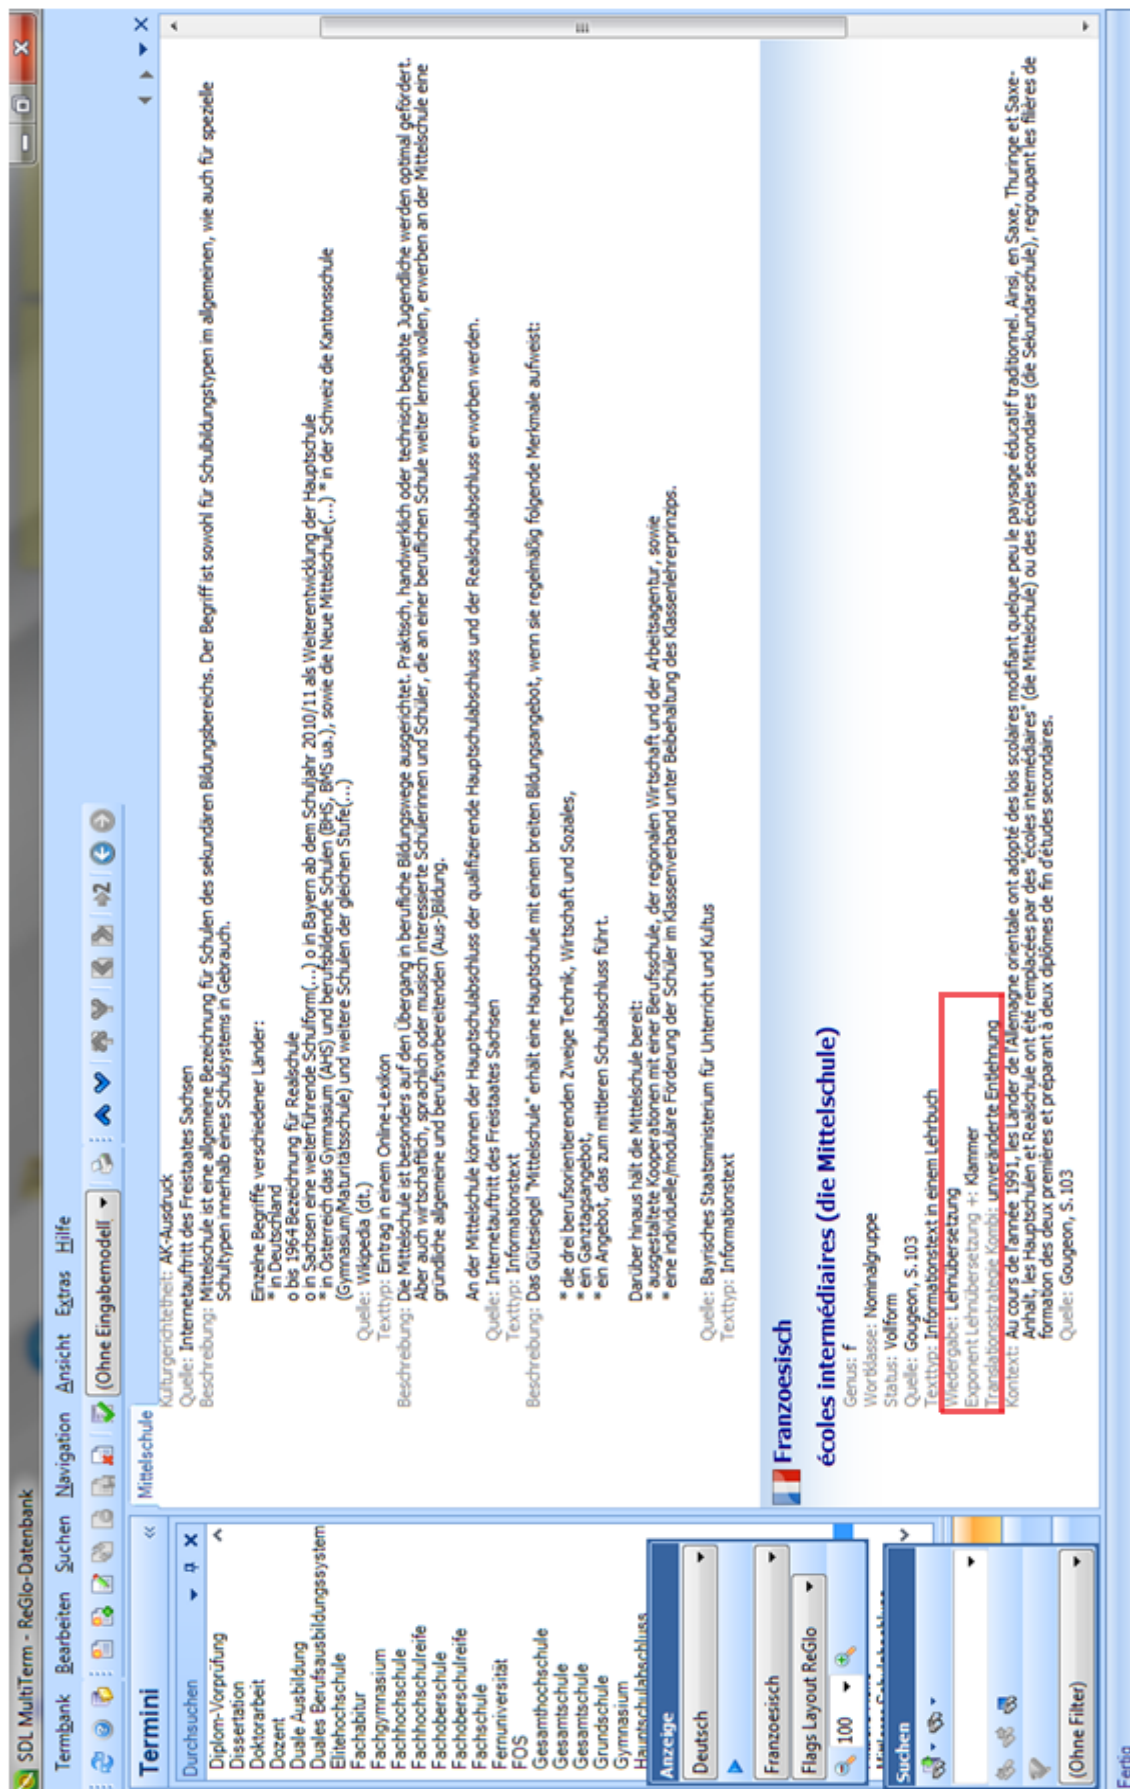 SDL MultiTerm - ReGlo-Datenbank
Termbank Bearbeiten Suchen Navigation Ansicht Extras Hilfe
(Ohne Eingabemodell
Termini
Durchsuchen
Diplom-Vorprüfung
Dissertation
Doktorarbeit
Dozent
Duale Ausbildung
Duales Berufsausbildungssystem
Elitehochschule
Fachabitur
Fachgymnasium
Fachhochschule
Fachhochschulreife
Fachoberschule
Fachoberschulreife
Fachschule
Fernuniversität
FOS
Gesamthochschule
Gesamtschule
Gesamtschule
Grundschule
Gymnasium
Hauptschulabschluss
Anzeige
Deutsch
Franzoesisch
Flags Layout ReGlo
100
Suchen
(Ohne Filter)
Fertig
Mittelschule
Kulturgerichtetheit: AK-Ausdruck
Quelle: Internetauftritt des Freistaates Sachsen
Beschreibung: Mittelschule ist eine allgemeine Bezeichnung für Schulen des sekundären Bildungsbereichs. Der Begriff ist sowohl für Schulbildungstypen im allgemeinen, wie auch für spezielle
Schultypen innerhalb eines Schulsystems in Gebrauch.
Einzelne Begriffe verschiedener Länder:
* in Deutschland
o bis 1964 Bezeichnung für Realschule
o in Sachsen eine weiterführende Schulform(...) o in Bayern ab dem Schuljahr 2010/11 als Weiterentwicklung der Hauptschule
* in Österreich das Gymnasium (AHS) und berufsbildende Schulen (BHS, BMS ua.), sowie die Neue Mittelschule(...) * in der Schweiz die Kantonsschule
(Gymnasium/Maturitätsschule) und weitere Schulen der gleichen Stufe(...)
Quelle: Wikipedia (dt.)
Texttyp: Eintrag in einem Online-Lexikon
Beschreibung: Die Mittelschule ist besonders auf den Übergang in berufliche Bildungswege ausgerichtet. Praktisch, handwerklich oder technisch begabte Jugendliche werden optimal gefördert.
Aber auch wirtschaftlich, sprachlich oder musisch interessierte Schülerinnen und Schüler, die an einer beruflichen Schule weiter lernen wollen, erwerben an der Mittelschule eine
gründliche allgemeine und berufsvorbereitenden (Aus-)Bildung.
An der Mittelschule können der Hauptschulabschluss der qualifizierende Hauptschulabschluss und der Realschulabschluss erworben werden.
Quelle: Internetauftritt des Freistaates Sachsen
Texttyp: Informationstext
Beschreibung: Das Gütesiegel "Mittelschule" erhält eine Hauptschule mit einem breiten Bildungsangebot, wenn sie regelmäßig folgende Merkmale aufweist:
* die drei berufsorientierenden Zweige Technik, Wirtschaft und Soziales,
* ein Ganztagsangebot,
* ein Angebot, das zum mittleren Schulabschluss führt.
Darüber hinaus hält die Mittelschule bereit:
* ausgestaltete Kooperationen mit einer Berufsschule, der regionalen Wirtschaft und der Arbeitsagentur, sowie
* eine individuelle/modulare Förderung der Schüler im Klassenverband unter Beibehaltung des Klassenlehrerprinzips.
Quelle: Bayrisches Staatsministerium für Unterricht und Kultus
Texttyp: Informationstext
Franzoesisch
écoles intermédiaires (die Mittelschule)
Genus: f
Wortklasse: Nominalgruppe
Status: Vollform
Quelle: Gougeon, S.103
Texttyp: Informationstext in einem Lehrbuch
Wiedergabe: Lehnübersetzung
Exponent Lehnübersetzung +: Klammer
Translationsstrategie Kombi: unveränderte Entlehnung
Kontext: Au cours de l'année 1991, les Länder de l'Allemagne orientale ont adopté des lois scolaires modifiant quelque peu le paysage éducatif traditionnel. Ainsi, en Saxe, Thuringe et Saxe-
Anhalt, les Hauptschulen et Realschule ont été remplacées par des "écoles intermédiaires" (die Mittelschule) ou des écoles secondaires (die Sekundarschule), regroupant les filières de
formation des deux premières et préparant à deux diplômes de fin d'études secondaires.
Quelle: Gougeon, S.103